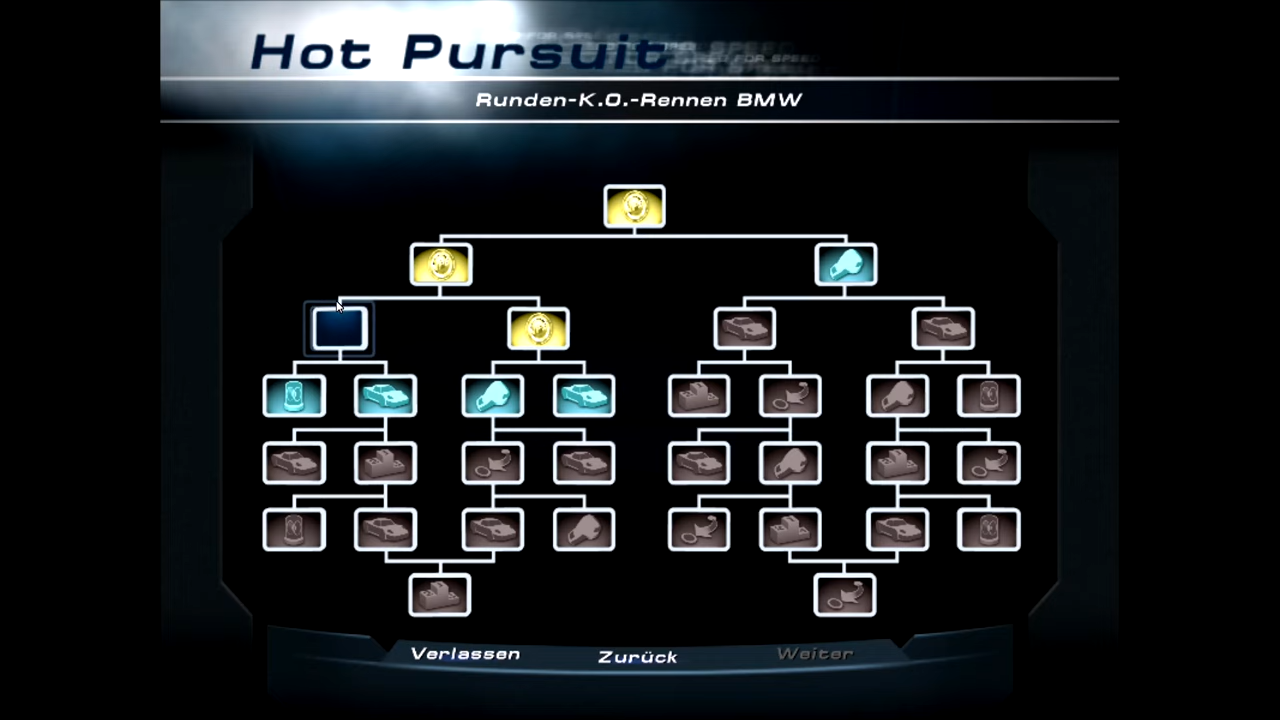 Hot Pursuit
Runden-K.O.-Rennen BMW
Verlassen
Zurück
Weiter